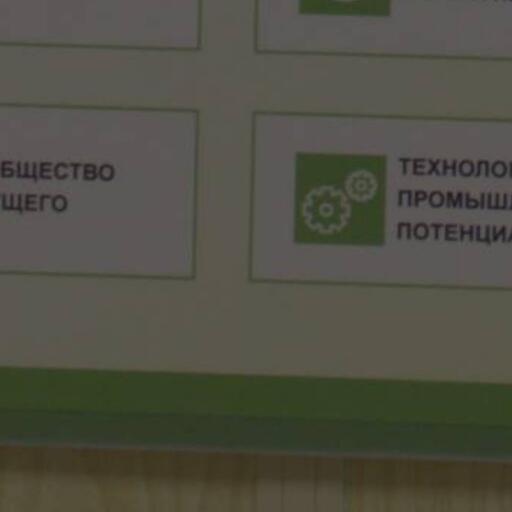 БЩЕСТВО
ЩЕГО
ТЕХНОЛО
ПРОМЫШ
ПОТЕНЦИ